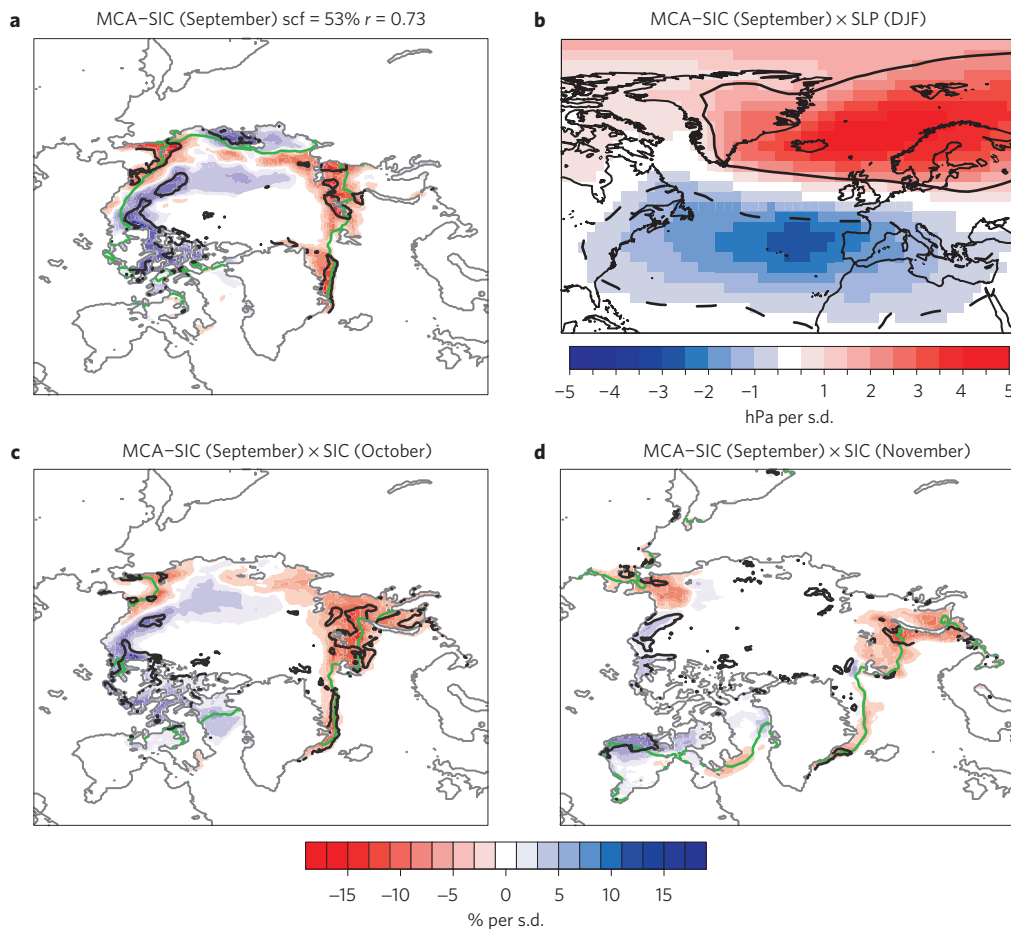 a MCA−SIC (September) scf = 53% r = 0.73
b MCA−SIC (September) × SLP (DJF)
−5 −4 −3 −2 −1 1 2 3 4 5
hPa per s.d.
c MCA−SIC (September) × SIC (October)
d MCA−SIC (September) × SIC (November)
−15 −10 −5 0 5 10 15
% per s.d.